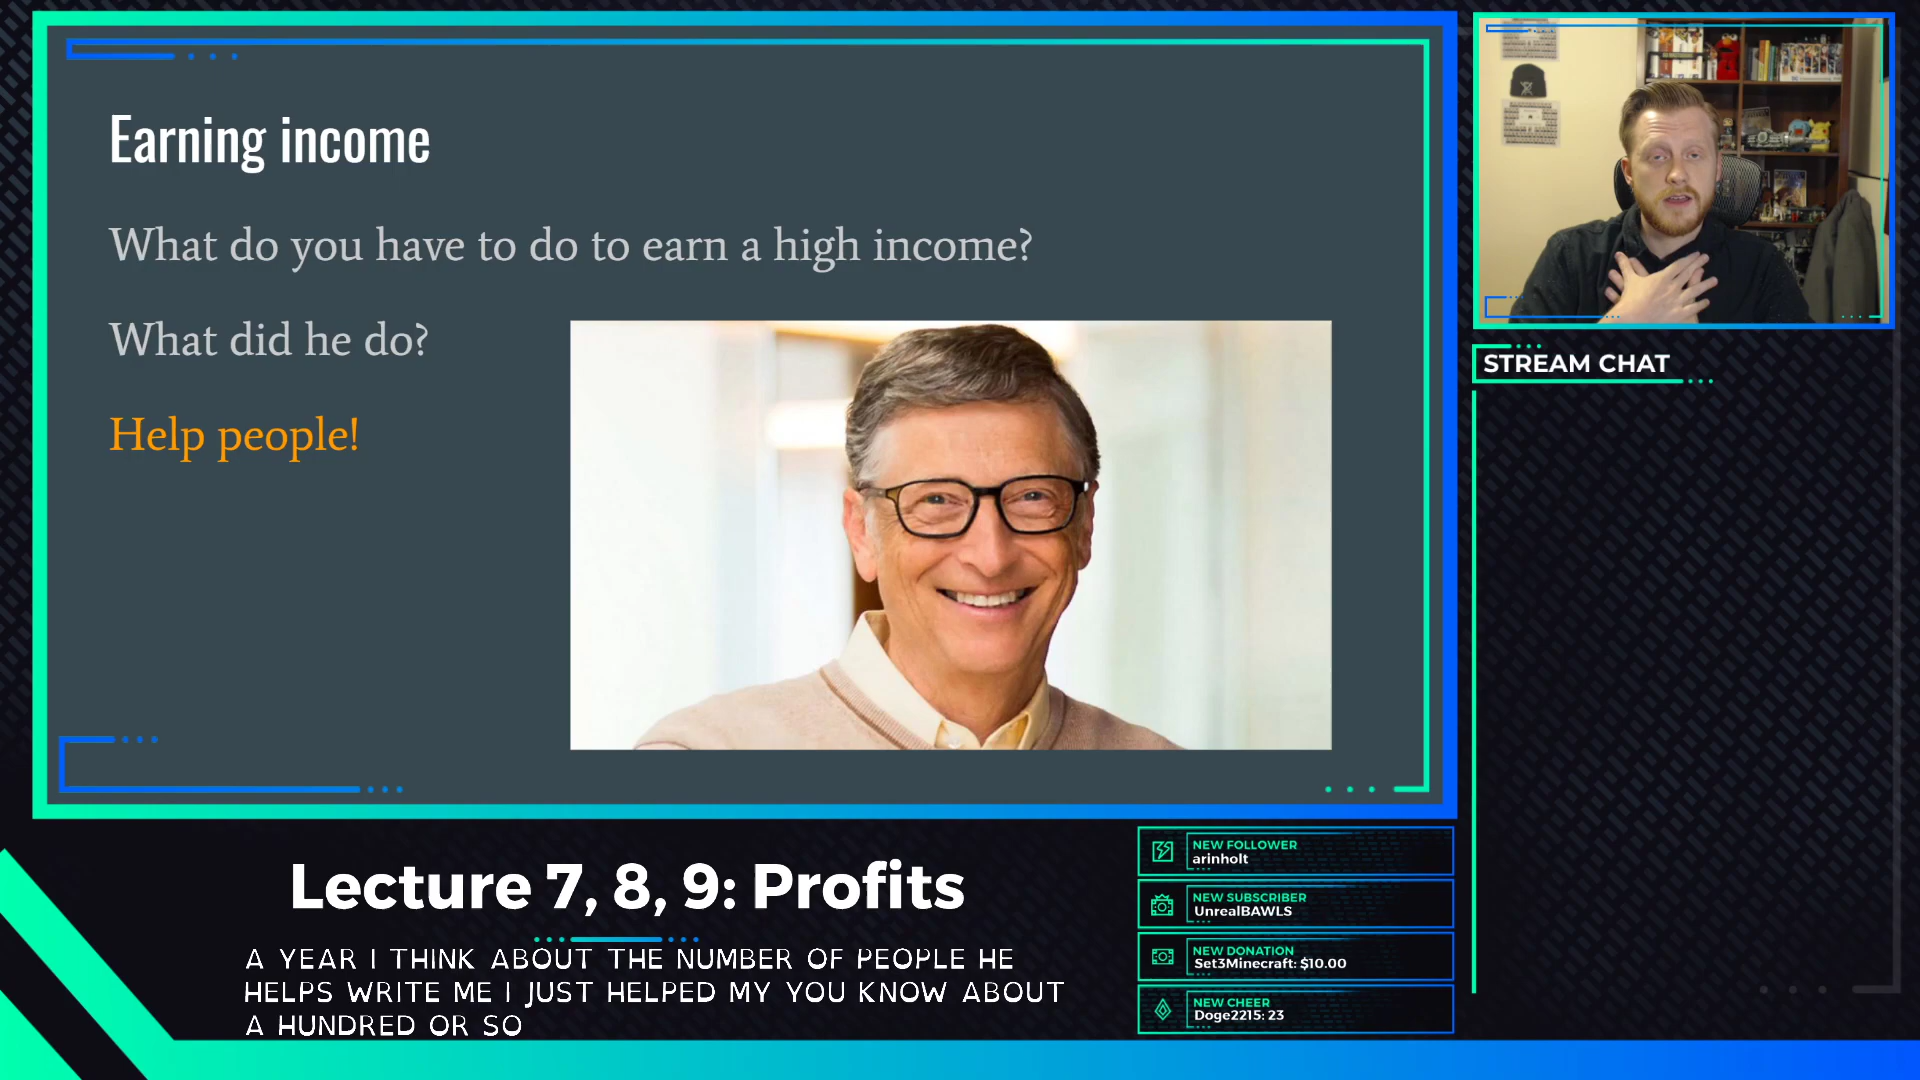 Earning income
What do you have to do to earn a high income?
What did he do?
Help people!
STREAM CHAT
Lecture 7, 8, 9: Profits
A YEAR I THINK ABOUT THE NUMBER OF PEOPLE HE
HELPS WRITE ME I JUST HELPED MY YOU KNOW ABOUT
A HUNDRED OR SO
NEW FOLLOWER
arinholt
NEW SUBSCRIBER
UnrealBAWLS
NEW DONATION
Set3Minecraft: $10.00
NEW CHEER
Doge2215: 23